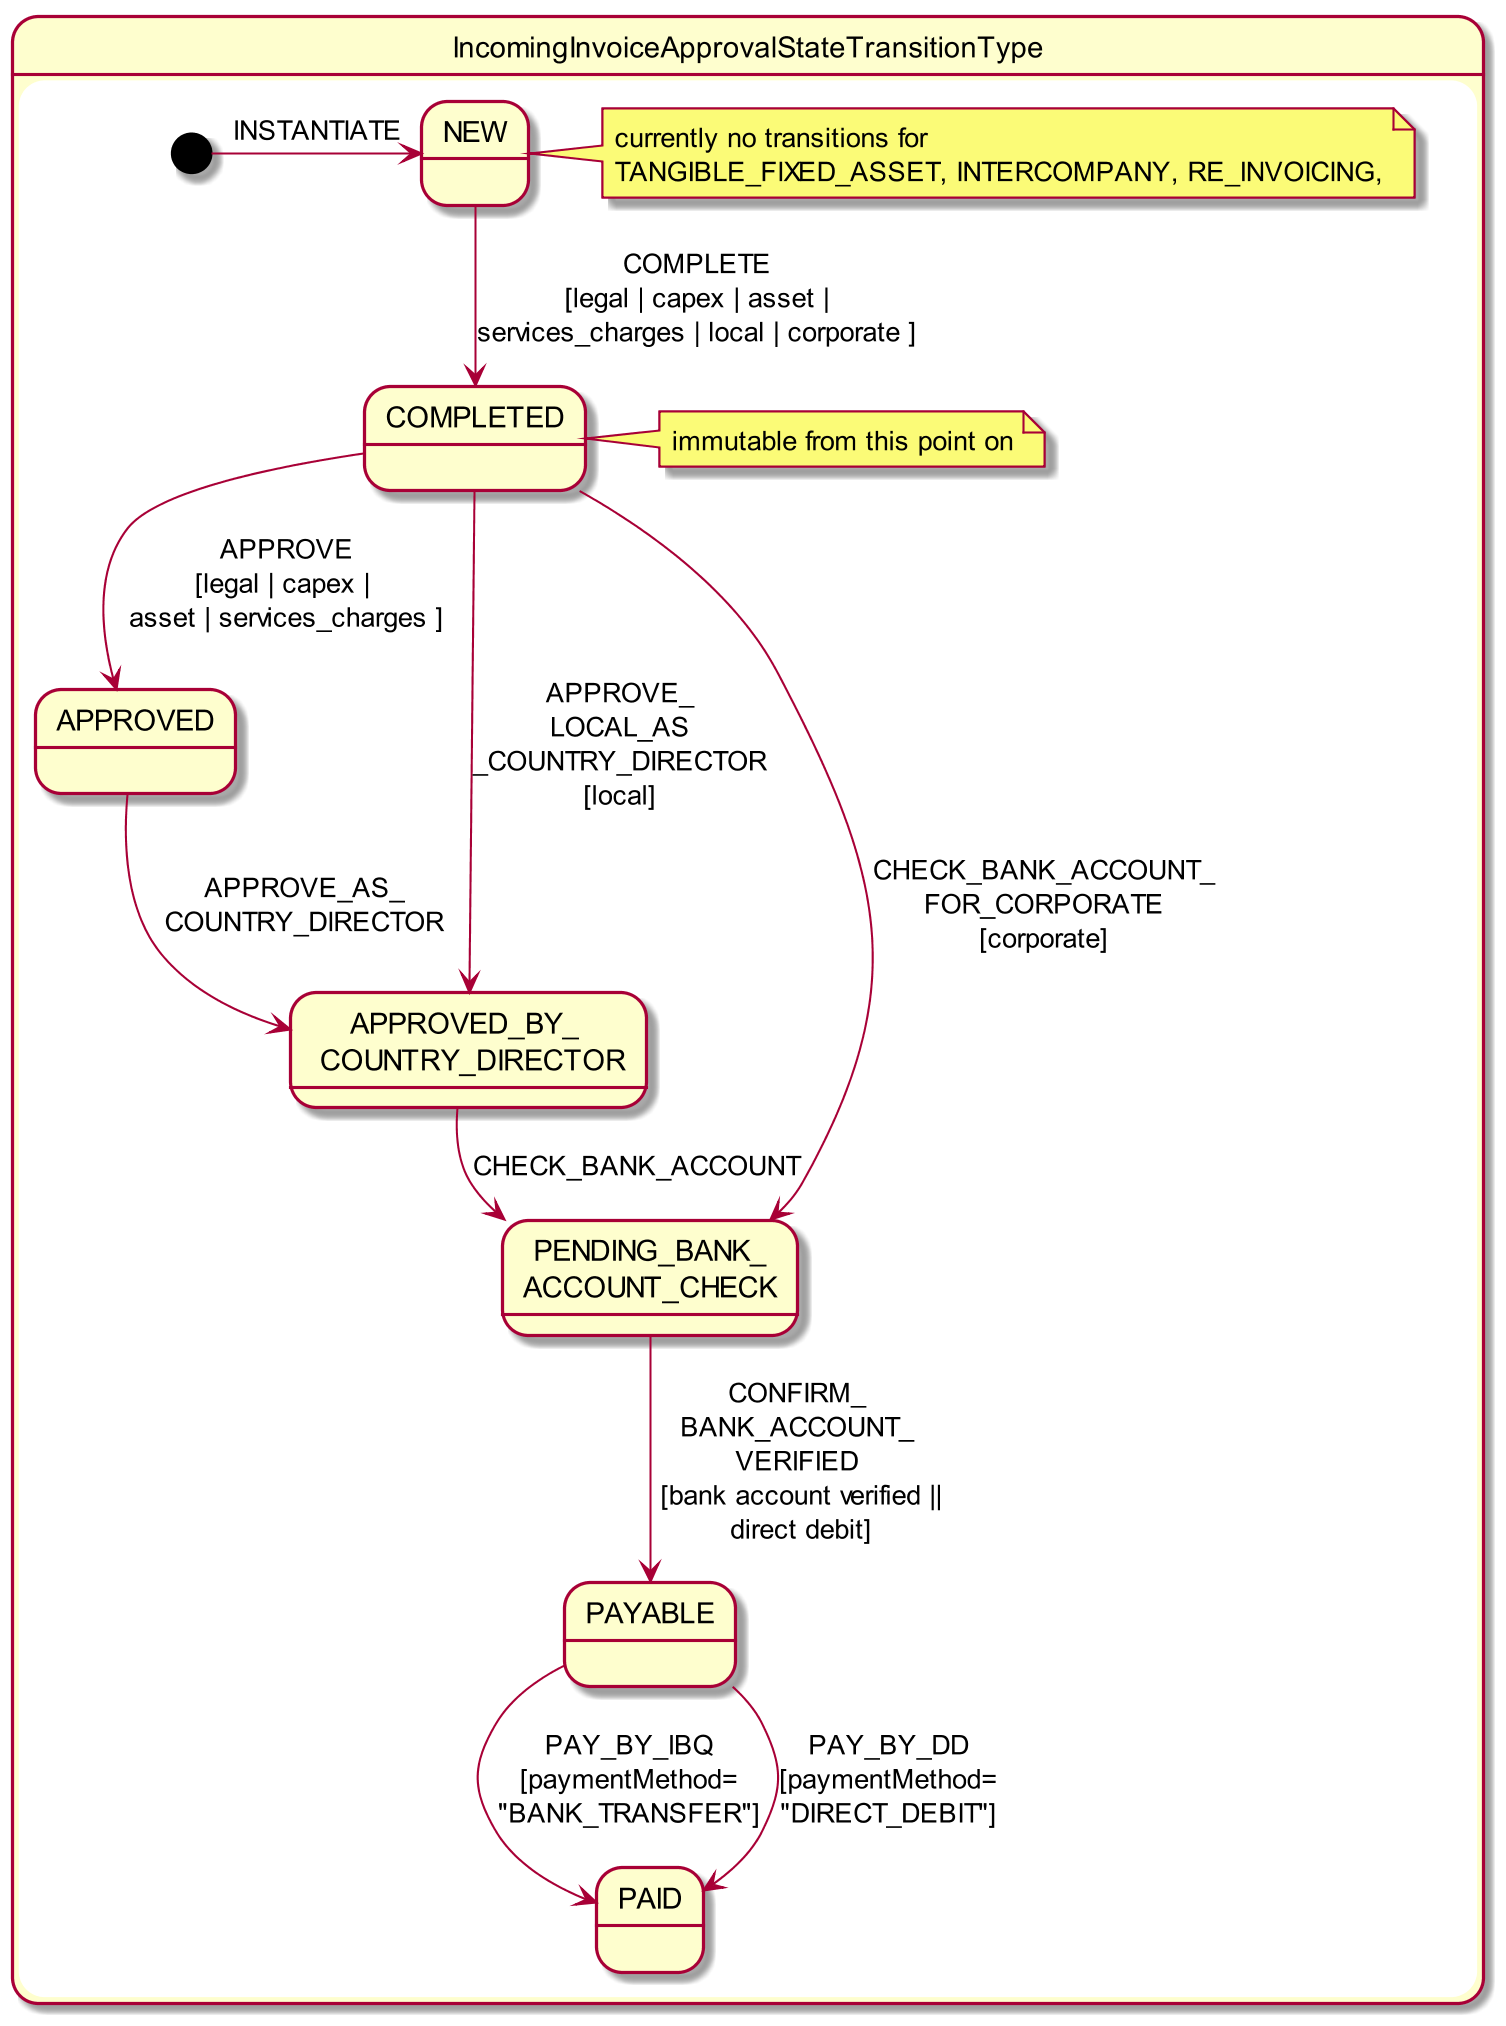 IncomingInvoiceApprovalStateTransitionType
INSTANTIATE
NEW
currently no transitions for
TANGIBLE_FIXED_ASSET, INTERCOMPANY, RE_INVOICING,
COMPLETE
[legal | capex | asset |
services_charges | local | corporate ]
COMPLETED
immutable from this point on
APPROVE
[legal | capex |
asset | services_charges ]
APPROVED
APPROVE_
LOCAL_AS
_COUNTRY_DIRECTOR
[local]
CHECK_BANK_ACCOUNT_
FOR_CORPORATE
[corporate]
APPROVE_AS_
COUNTRY_DIRECTOR
APPROVED_BY_
COUNTRY_DIRECTOR
CHECK_BANK_ACCOUNT
PENDING_BANK_
ACCOUNT_CHECK
CONFIRM_
BANK_ACCOUNT_
VERIFIED
[bank account verified ||
direct debit]
PAYABLE
PAY_BY_IBQ
[paymentMethod=
"BANK_TRANSFER"]
PAY_BY_DD
[paymentMethod=
"DIRECT_DEBIT"]
PAID